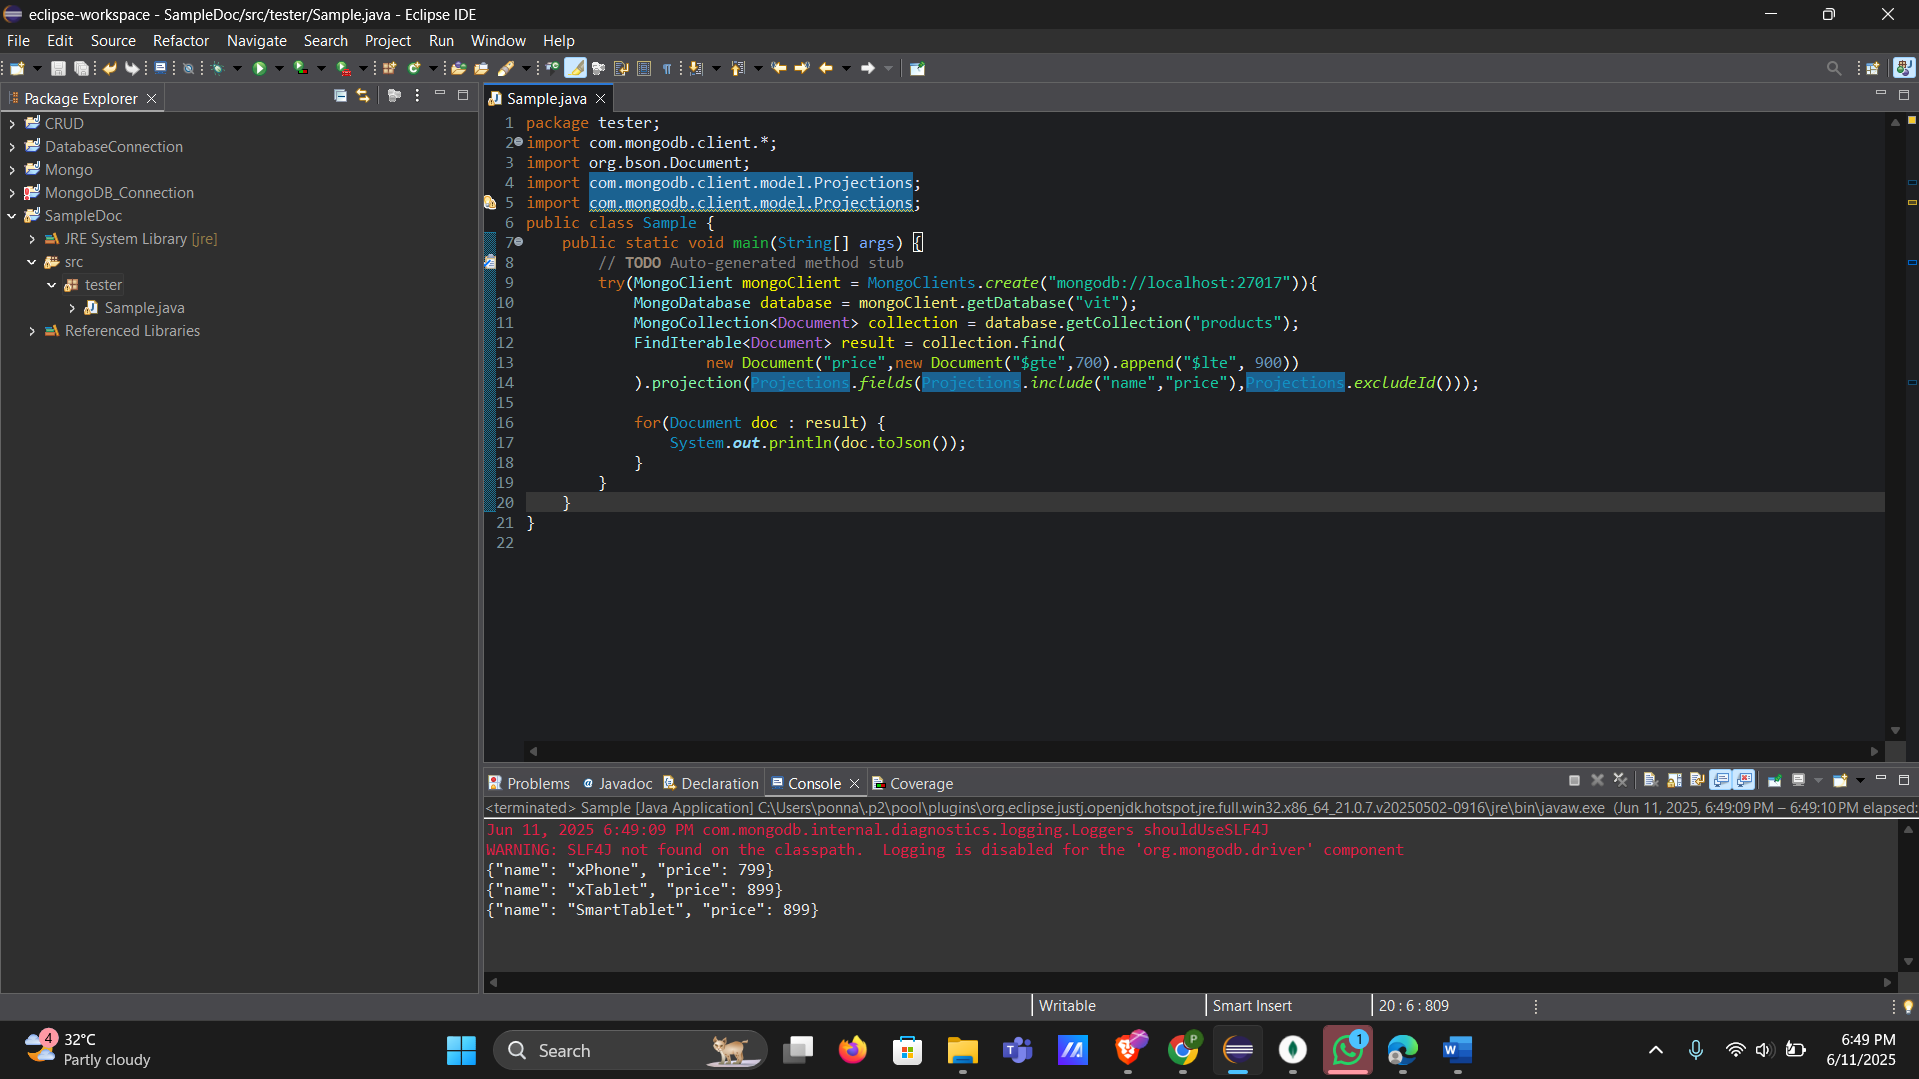 eclipse-workspace - SampleDoc/src/tester/Sample.java - Eclipse IDE
File Edit Source Refactor Navigate Search Project Run Window Help
Package Explorer
CRUD
DatabaseConnection
Mongo
MongoDB_Connection
SampleDoc
JRE System Library [jre]
src
tester
Sample.java
Referenced Libraries
Sample.java
1 package tester;
2 import com.mongodb.client.*;
3 import org.bson.Document;
4 import com.mongodb.client.model.Projections;
5 import com.mongodb.client.model.Projections;
6 public class Sample {
7 public static void main(String[] args) {
8 // TODO Auto-generated method stub
9 try(MongoClient mongoClient = MongoClients.create("mongodb://localhost:27017")){
10 MongoDatabase database = mongoClient.getDatabase("vit");
11 MongoCollection<Document> collection = database.getCollection("products");
12 FindIterable<Document> result = collection.find(
13 new Document("price",new Document("$gte",700).append("$lte", 900))
14 ).projection(Projections.fields(Projections.include("name","price"),Projections.excludeId()));
15
16 for(Document doc : result) {
17 System.out.println(doc.toJson());
18 }
19 }
20 }
21 }
22
Problems @ Javadoc Declaration Console Coverage
<terminated> Sample [Java Application] C:\Users\ponna\.p2\pool\plugins\org.eclipse.justj.openjdk.hotspot.jre.full.win32.x86_64_21.0.7.v20250502-0916\jre\bin\javaw.exe (Jun 11, 2025, 6:49:09 PM – 6:49:10 PM elapsed:
Jun 11, 2025 6:49:09 PM com.mongodb.internal.diagnostics.logging.Loggers shouldUseSLF4J
WARNING: SLF4J not found on the classpath.  Logging is disabled for the 'org.mongodb.driver' component
{"name": "xPhone", "price": 799}
{"name": "xTablet", "price": 899}
{"name": "SmartTablet", "price": 899}
Writable Smart Insert 20 : 6 : 809
4
32°C
Partly cloudy
Search
P
1
6:49 PM
6/11/2025